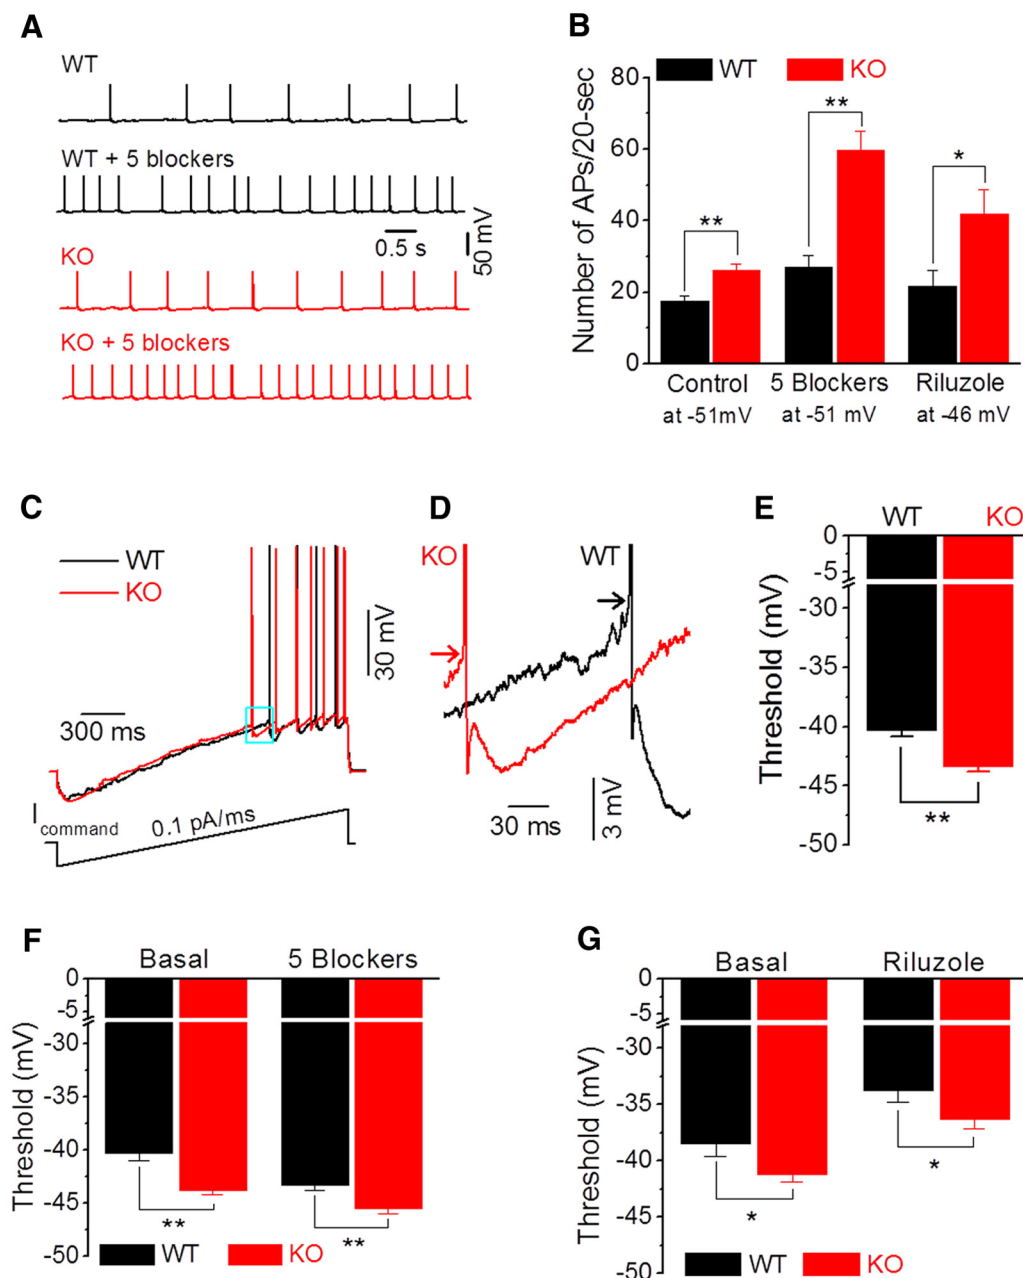 A
WT
WT + 5 blockers
0.5 s
50 mV
KO
KO + 5 blockers
B
WT
KO
Number of APs/20-sec
80
60
40
20
0
**
**
*
Control
at -51mV
5 Blockers
at -51 mV
Riluzole
at -46 mV
C
WT
KO
30 mV
300 ms
I command
0.1 pA/ms
D
KO
WT
30 ms
3 mV
E
WT
KO
Threshold (mV)
0
-5
-30
-35
-40
-45
-50
**
F
Basal
5 Blockers
Threshold (mV)
0
-5
-30
-35
-40
-45
-50
**
**
WT
KO
G
Basal
Riluzole
Threshold (mV)
0
-5
-30
-35
-40
-45
-50
*
*
WT
KO